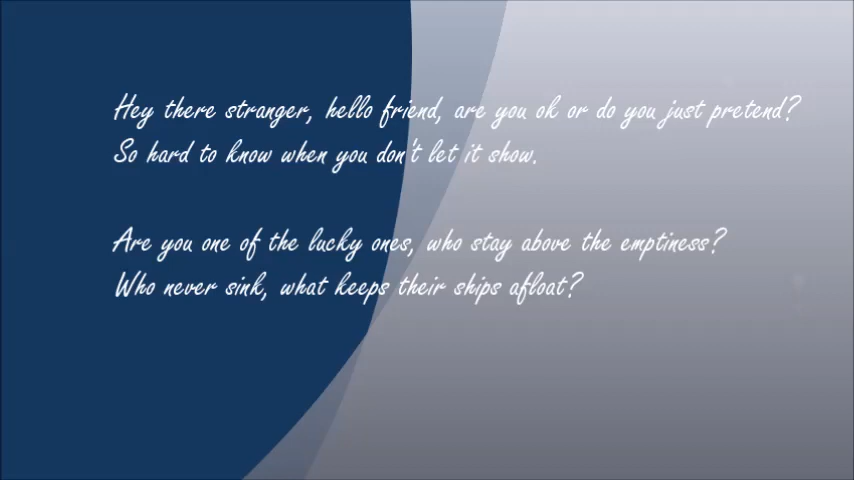 Hey there stranger, hello friend, are you ok or do you just pretend?
So hard to know when you don't let it show.
Are you one of the lucky ones, who stay above the emptiness?
Who never sink, what keeps their ships afloat?